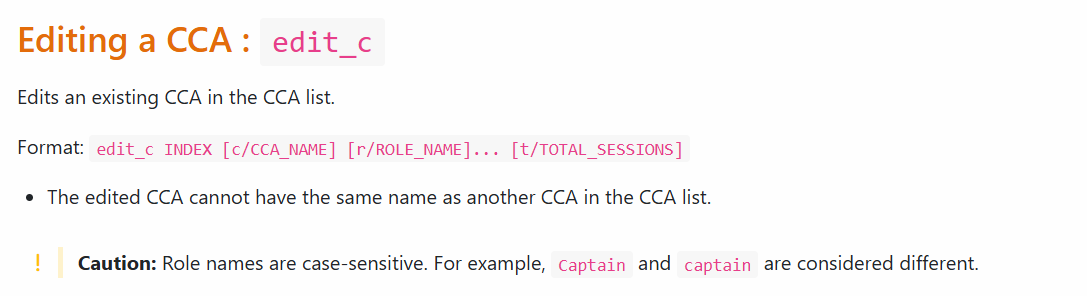 Editing a CCA : edit_c
Edits an existing CCA in the CCA list.
Format: edit_c INDEX [c/CCA_NAME] [r/ROLE_NAME]... [t/TOTAL_SESSIONS]
• The edited CCA cannot have the same name as another CCA in the CCA list.
! Caution: Role names are case-sensitive. For example, Captain and captain are considered different.